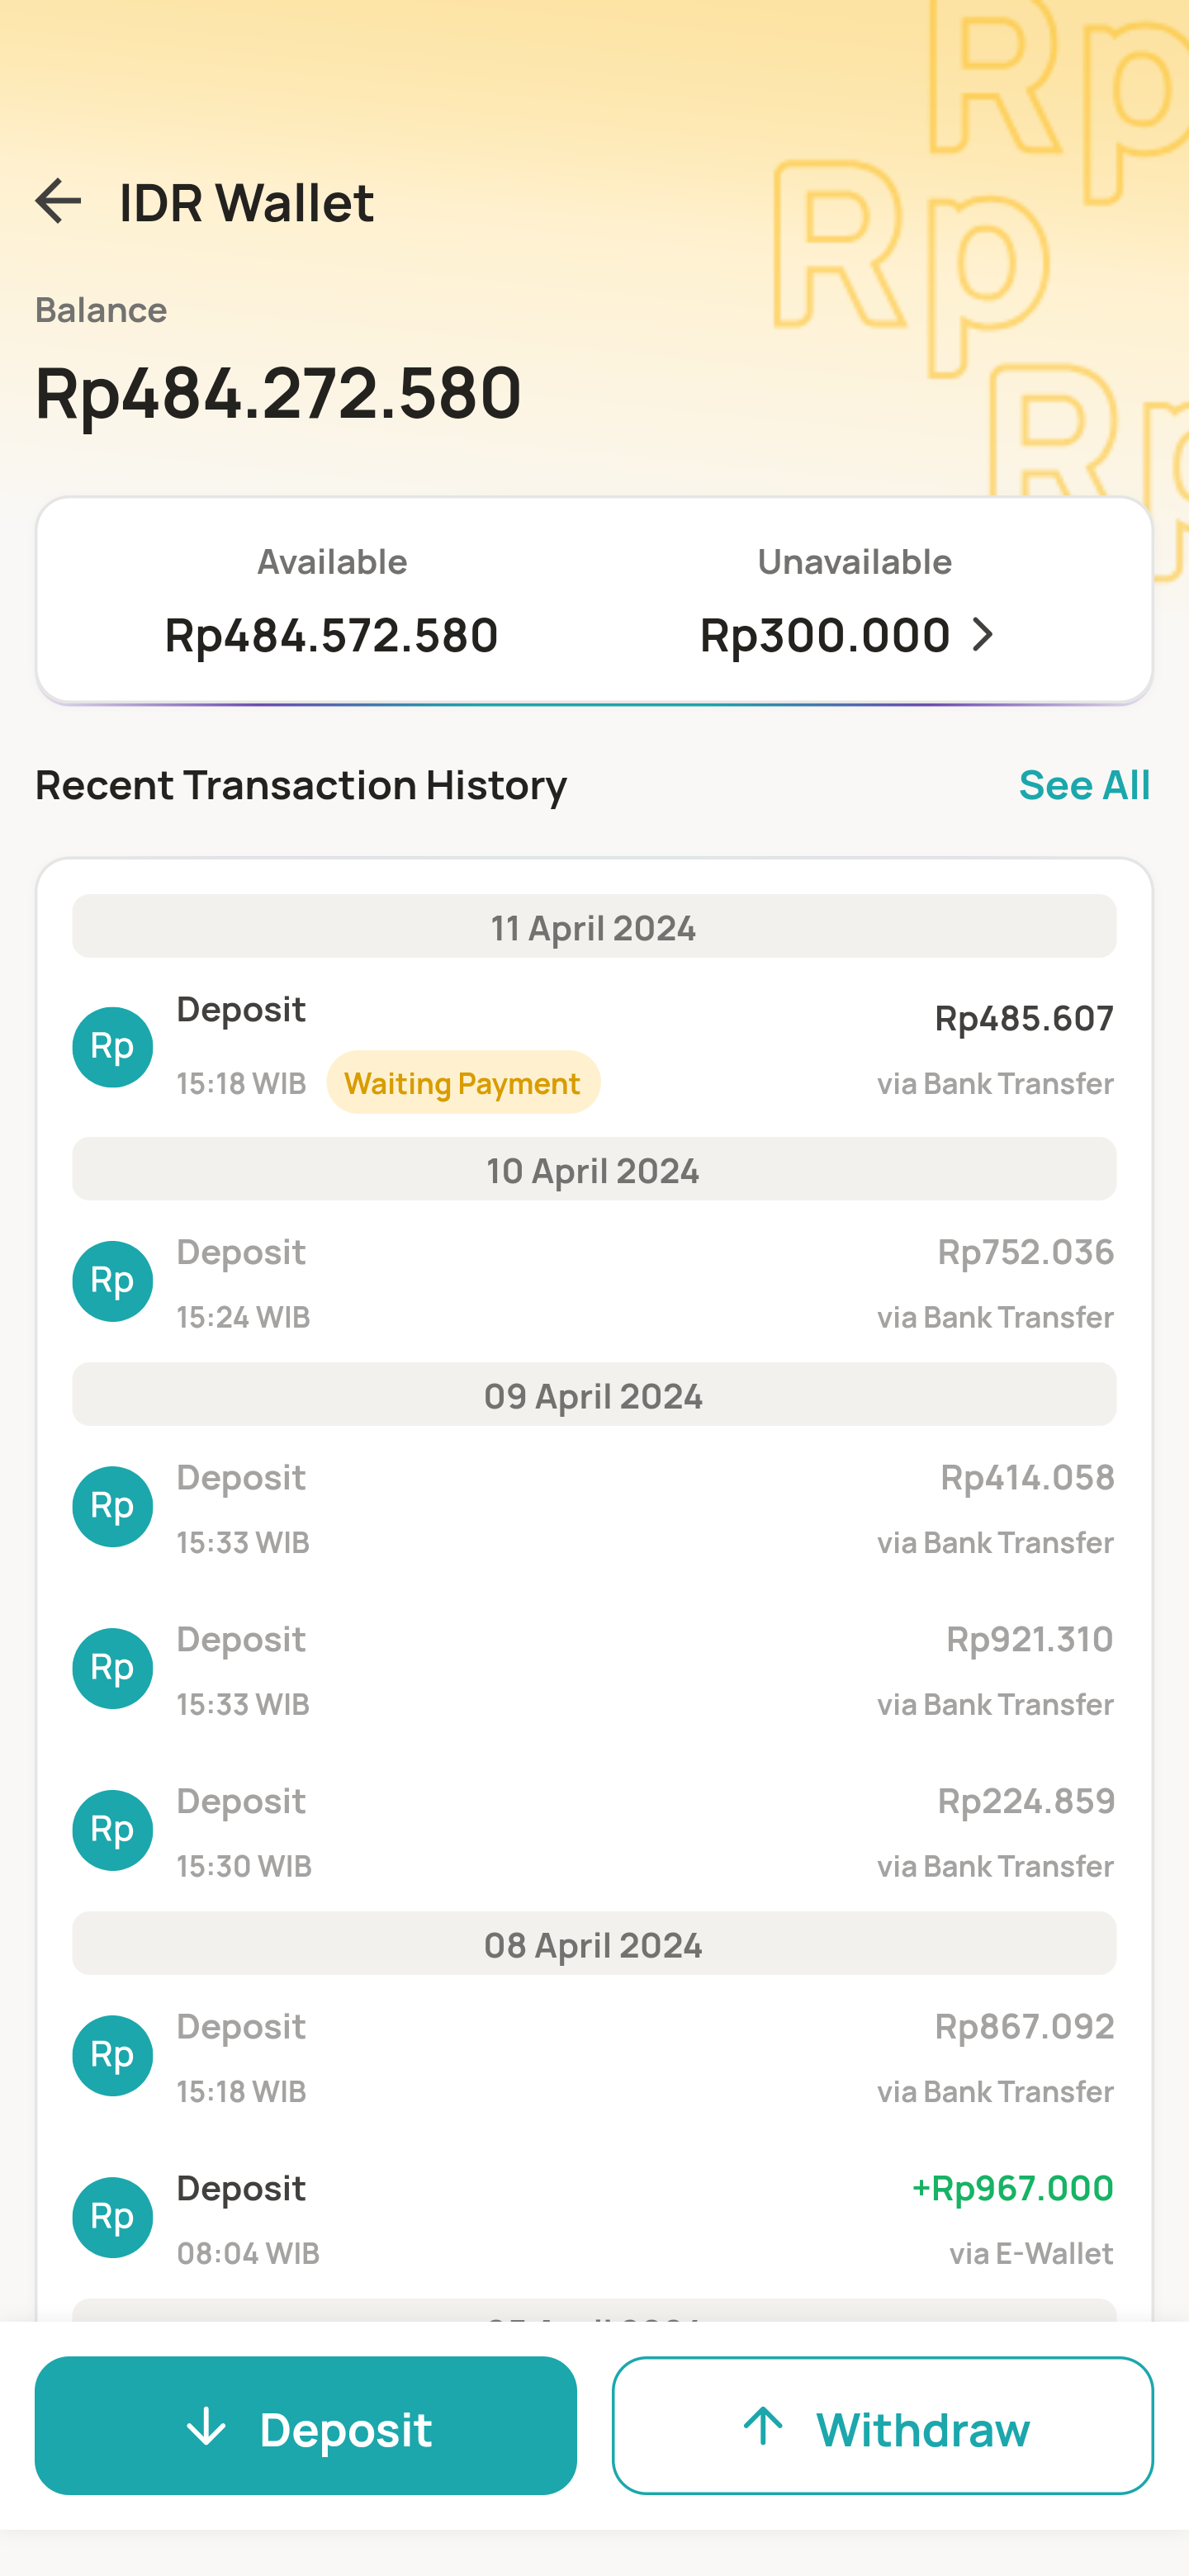 Rp
Rp
IDR Wallet
Balance
Rp484.272.580
Rp
Available
Unavailable
Rp484.572.580
Rp300.000
Recent Transaction History
See All
11 April 2024
Rp
Deposit
Rp485.607
15:18 WIB
Waiting Payment
via Bank Transfer
10 April 2024
Rp
Deposit
Rp752.036
15:24 WIB
via Bank Transfer
09 April 2024
Rp
Deposit
Rp414.058
15:33 WIB
via Bank Transfer
Rp
Deposit
Rp921.310
15:33 WIB
via Bank Transfer
Rp
Deposit
Rp224.859
15:30 WIB
via Bank Transfer
08 April 2024
Rp
Deposit
Rp867.092
15:18 WIB
via Bank Transfer
Rp
Deposit
+Rp967.000
08:04 WIB
via E-Wallet
Deposit
Withdraw